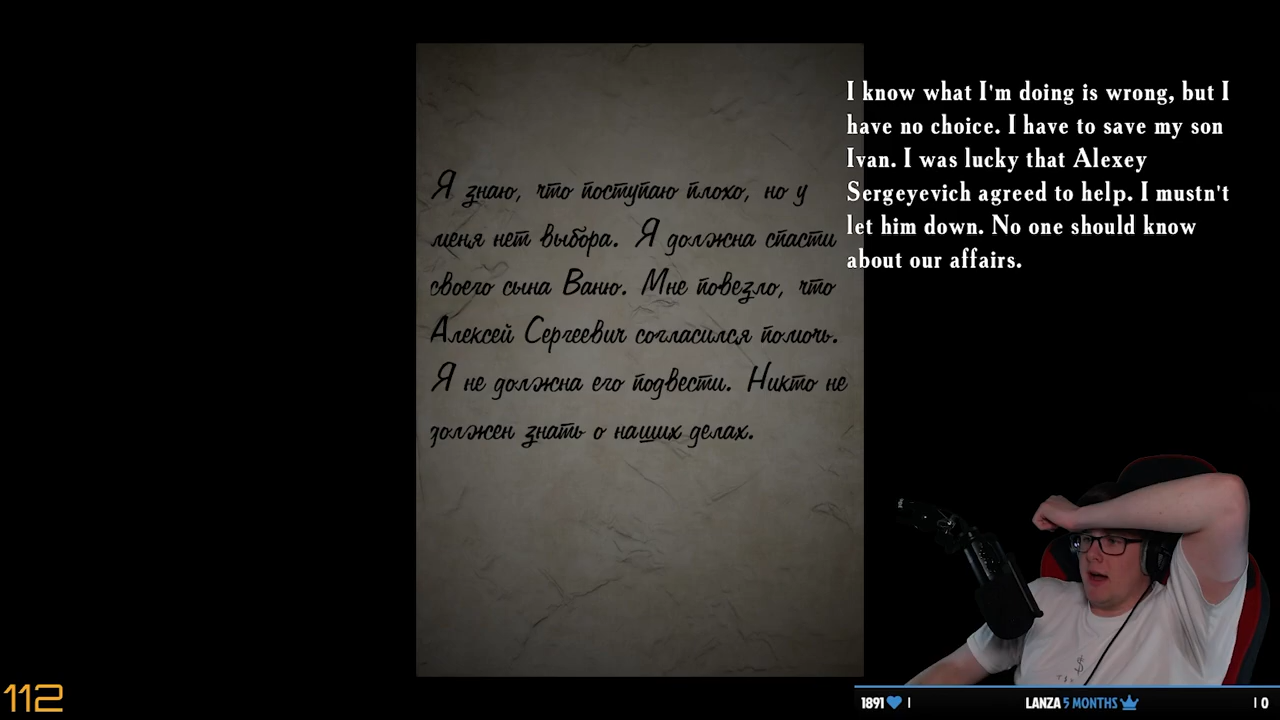 Я знаю, что поступаю плохо, но у
меня нет выбора. Я должна спасти
своего сына Ваню. Мне повезло, что
Алексей Сергеевич согласился помочь.
Я не должна его подвести. Никто не
должен знать о наших делах.
I know what I'm doing is wrong, but I
have no choice. I have to save my son
Ivan. I was lucky that Alexey
Sergeyevich agreed to help. I mustn't
let him down. No one should know
about our affairs.
112
1891 | LANZA 5 MONTHS | 0